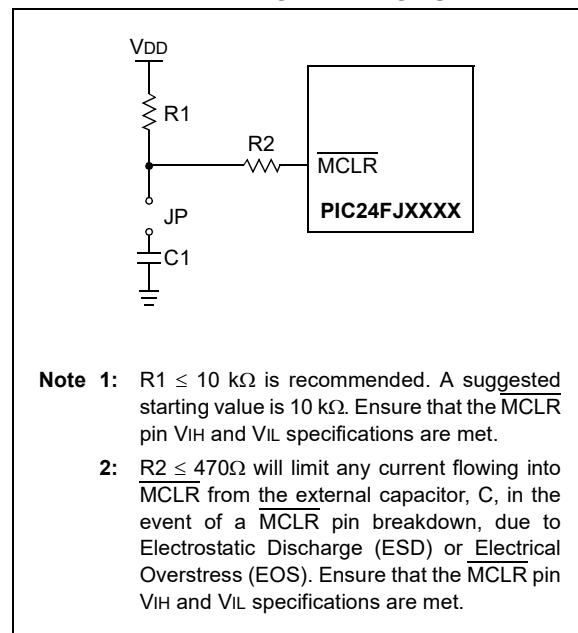 VDD
R1
R2
MCLR
JP
PIC24FJXXXX
C1
Note 1: R1 ≤ 10 kΩ is recommended. A suggested
starting value is 10 kΩ. Ensure that the MCLR
pin VIH and VIL specifications are met.
2: R2 ≤ 470Ω will limit any current flowing into
MCLR from the external capacitor, C, in the
event of a MCLR pin breakdown, due to
Electrostatic Discharge (ESD) or Electrical
Overstress (EOS). Ensure that the MCLR pin
VIH and VIL specifications are met.